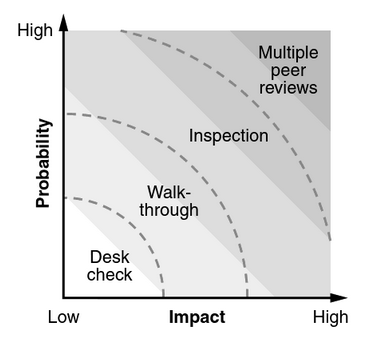 High
Multiple
peer
reviews
Inspection
Probability
Walk-
through
Desk
check
Low
Impact
High